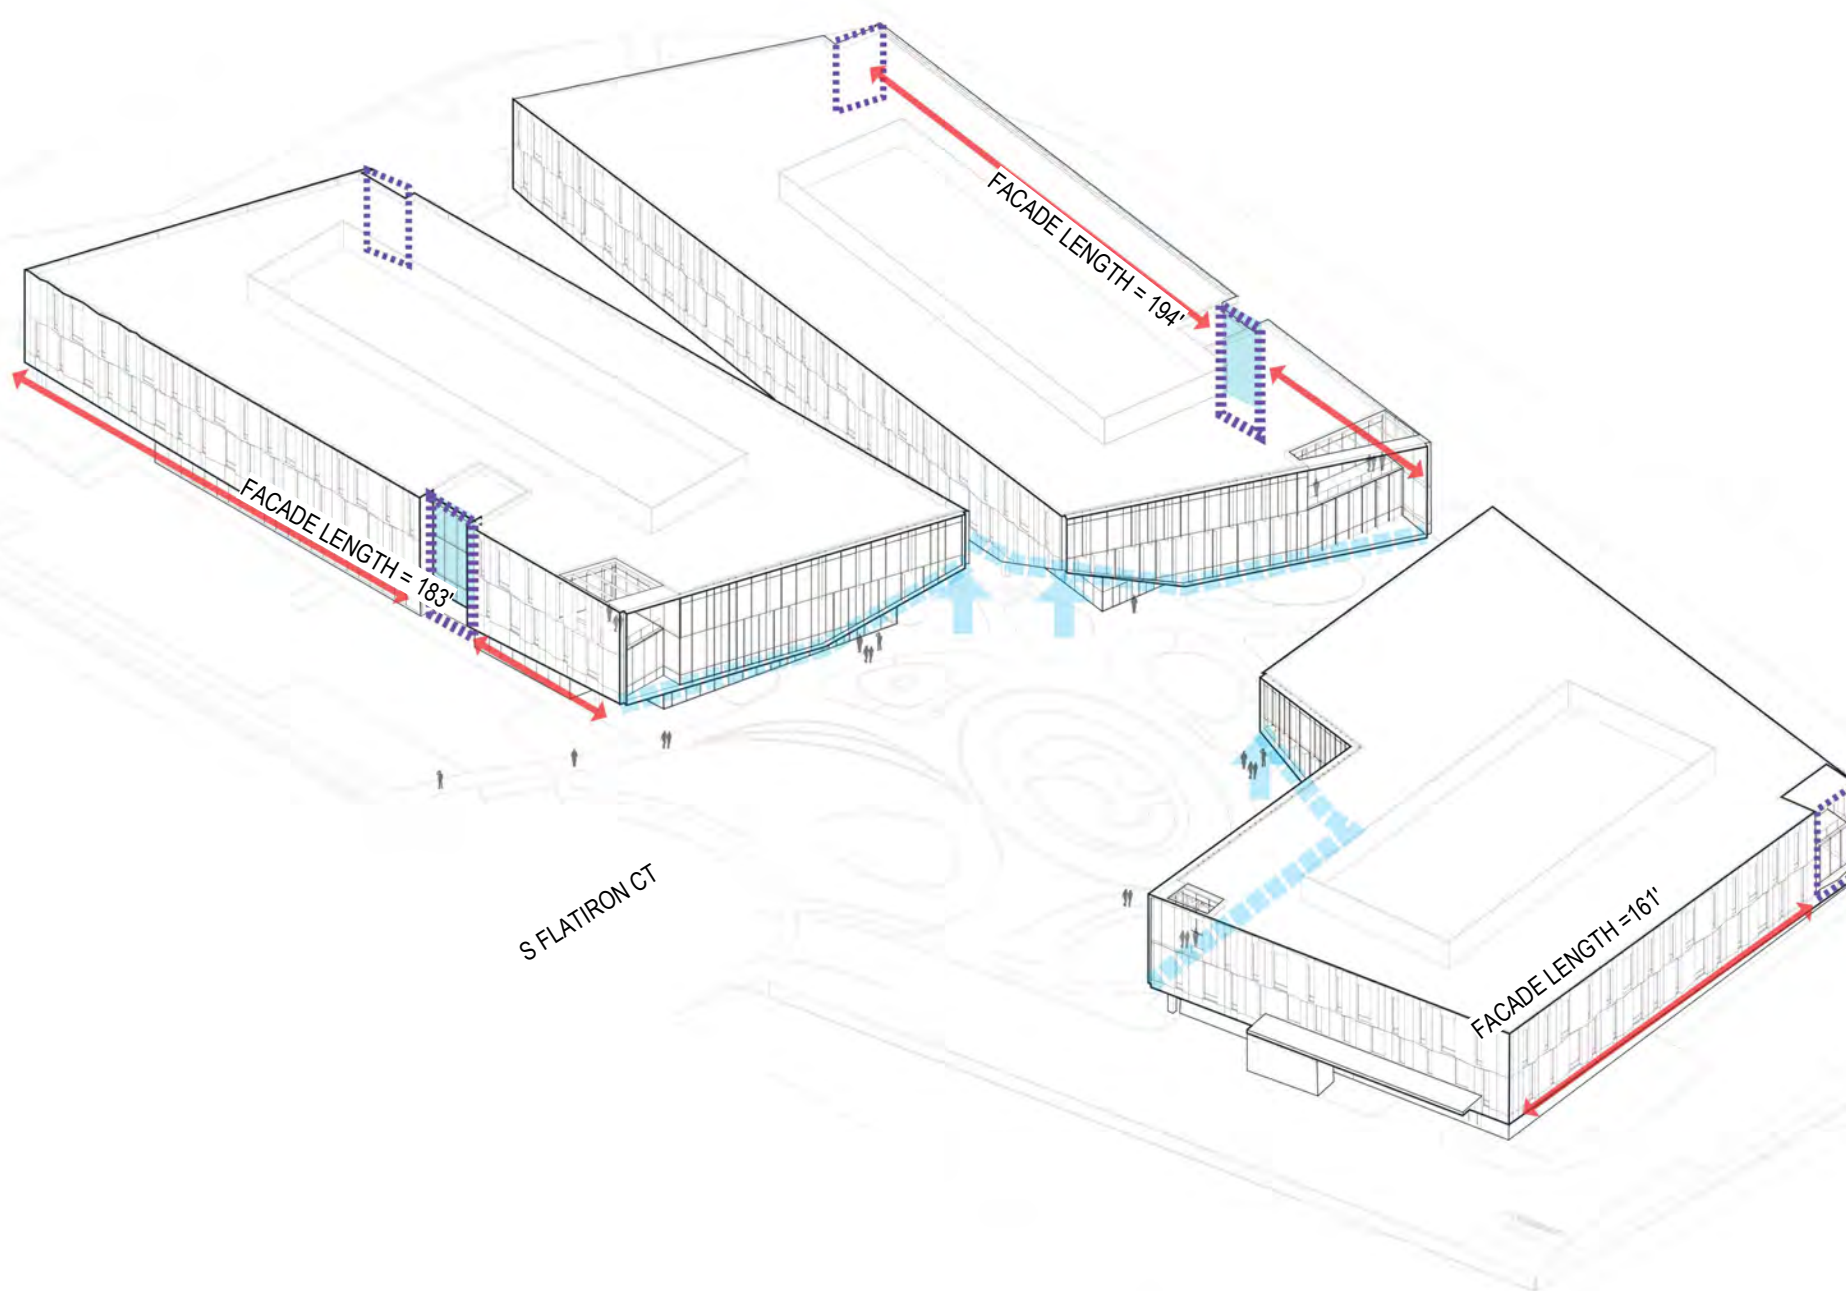 FACADE LENGTH = 194'
FACADE LENGTH = 183'
S FLATIRON CT
FACADE LENGTH =161'